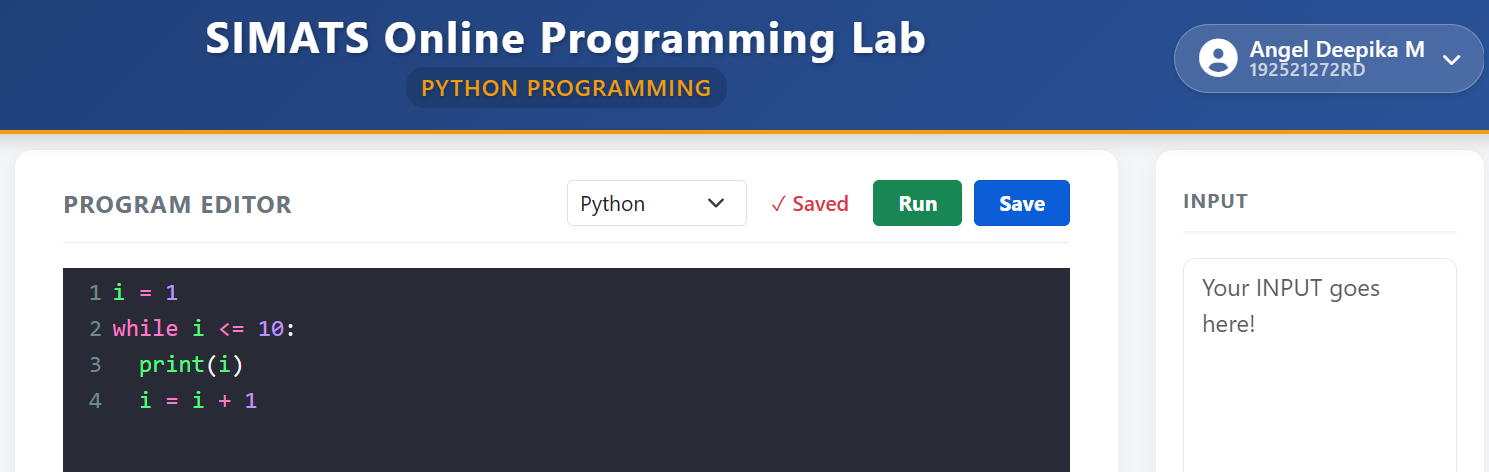 SIMATS Online Programming Lab
PYTHON PROGRAMMING
Angel Deepika M
192521272RD
PROGRAM EDITOR
Python
✓ Saved
Run
Save
1 i = 1
2 while i <= 10:
3   print(i)
4   i = i + 1
INPUT
Your INPUT goes
here!